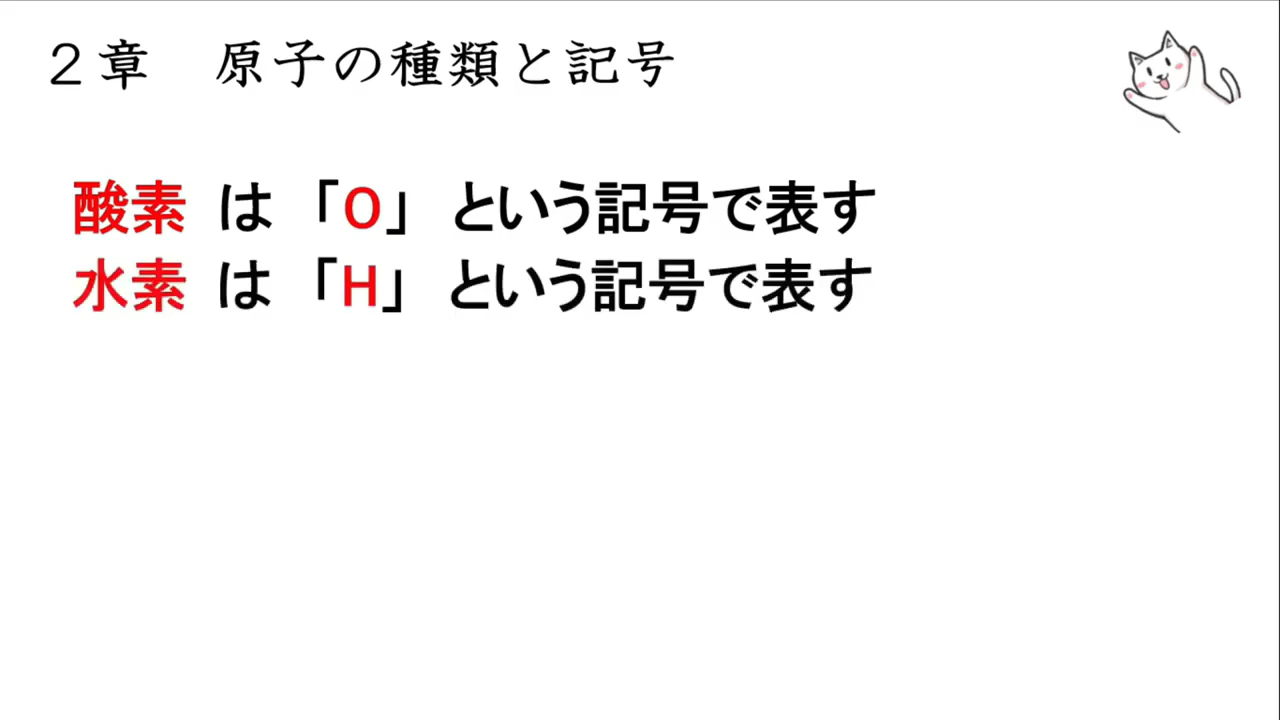 ２章　原子の種類と記号
酸素 は 「O」 という記号で表す
水素 は 「H」 という記号で表す